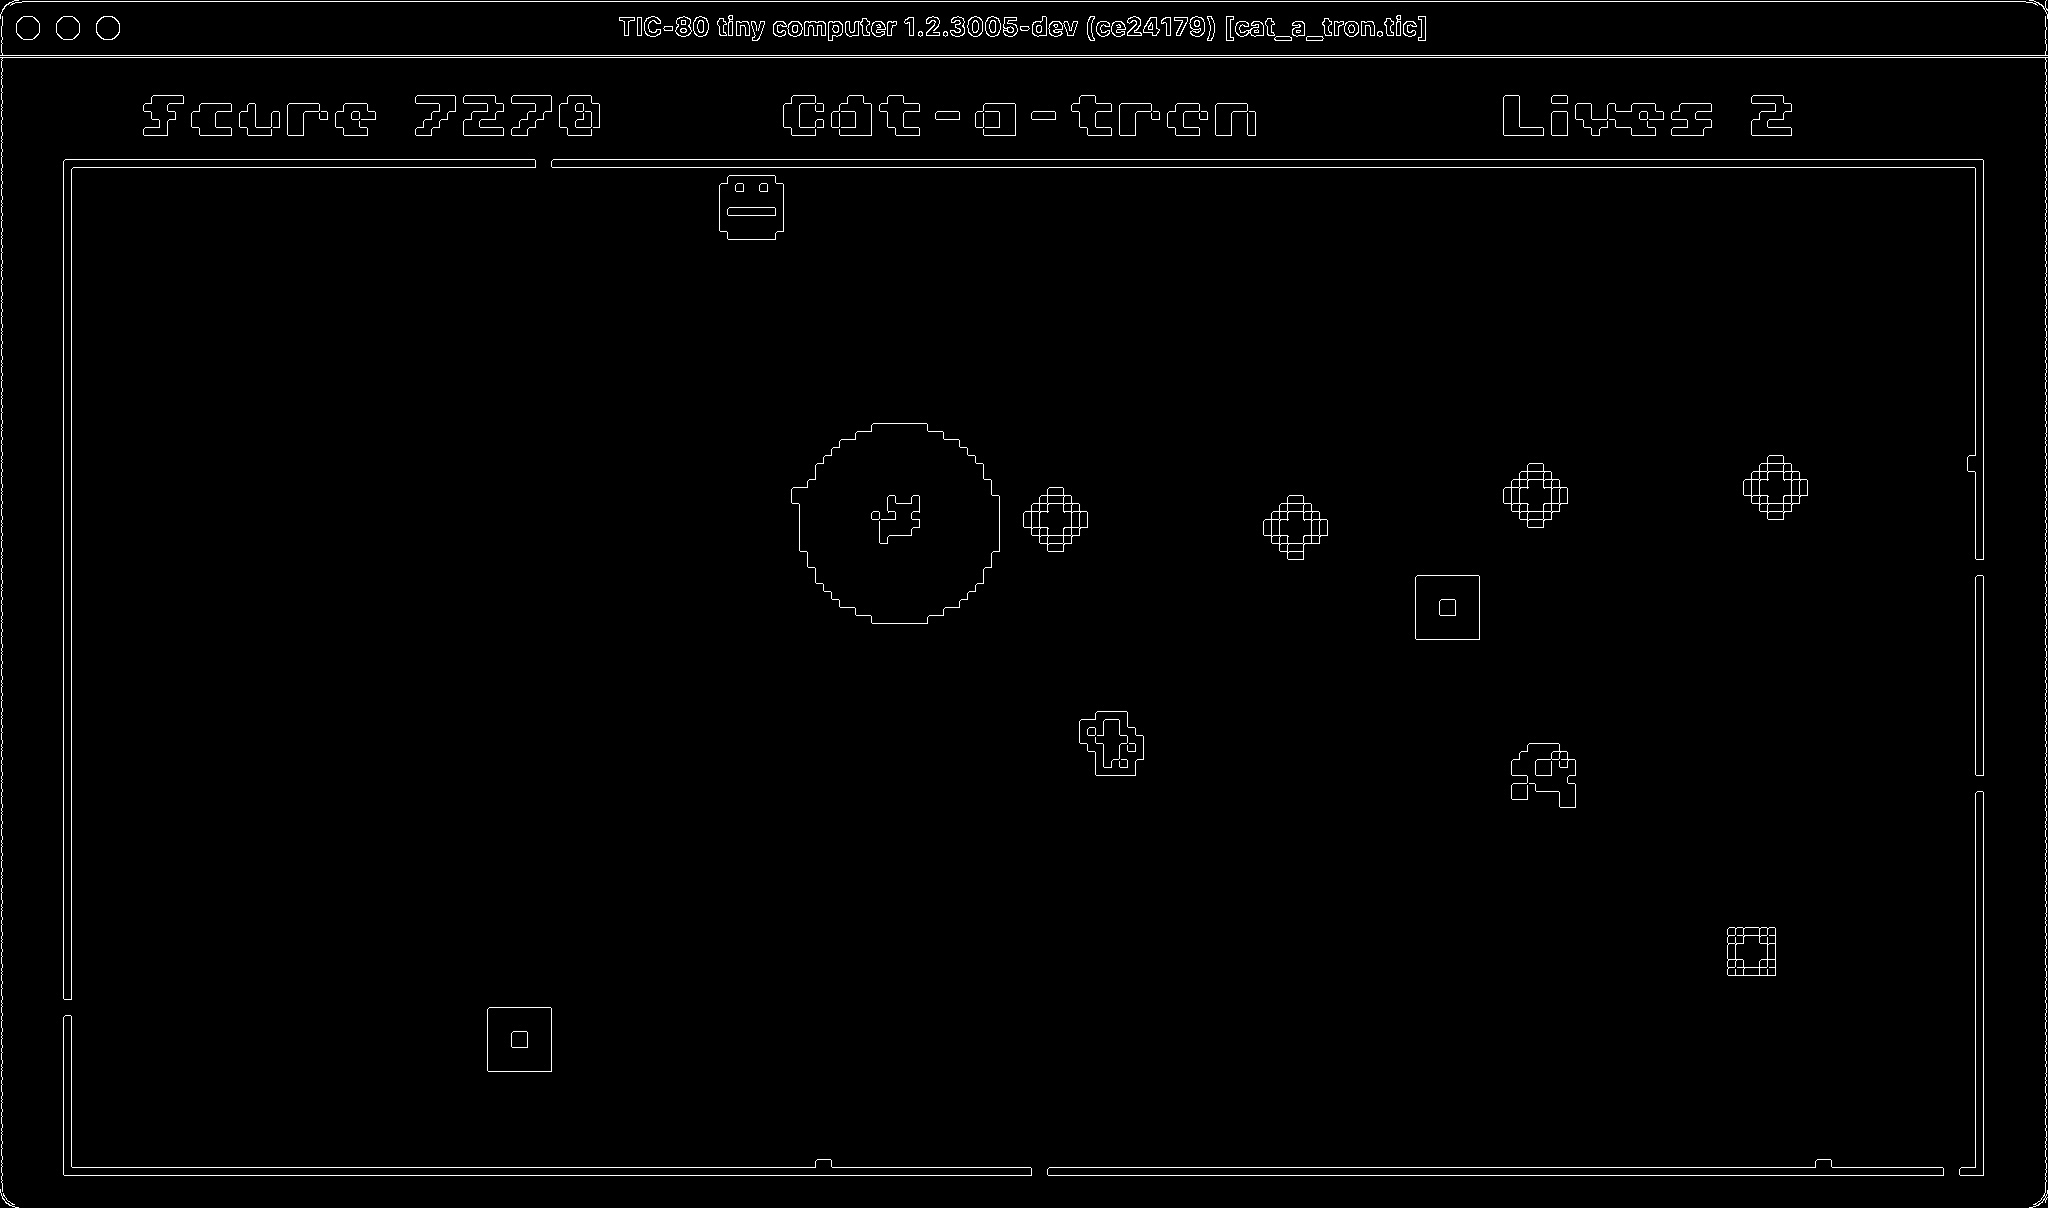 TIC-80 tiny computer 1.2.3005-dev (ce24179) [cat_a_tron.tic]
Score 7270 Cat-a-tron Lives 2